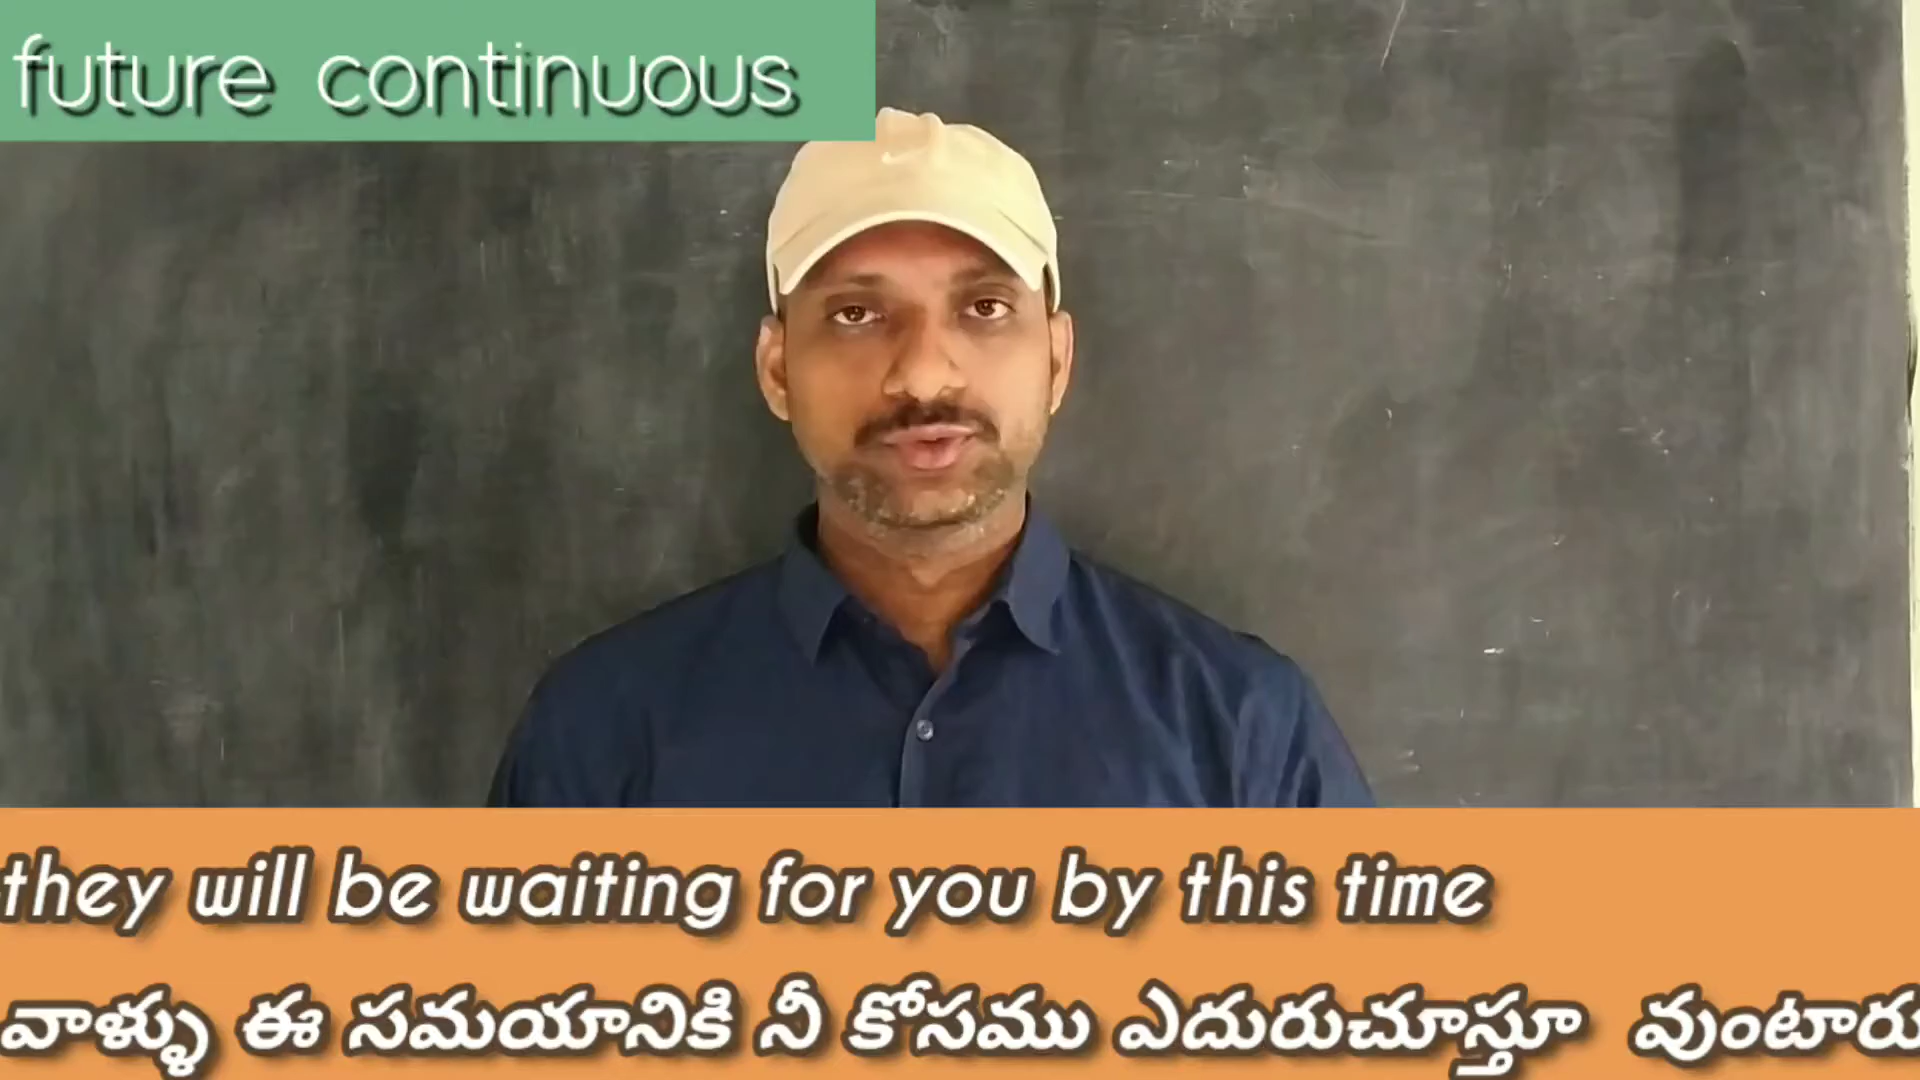 future continuous
they will be waiting for you by this time
వాళ్ళు ఈ సమయానికి నీ కోసము ఎదురుచూస్తూ వుంటారు